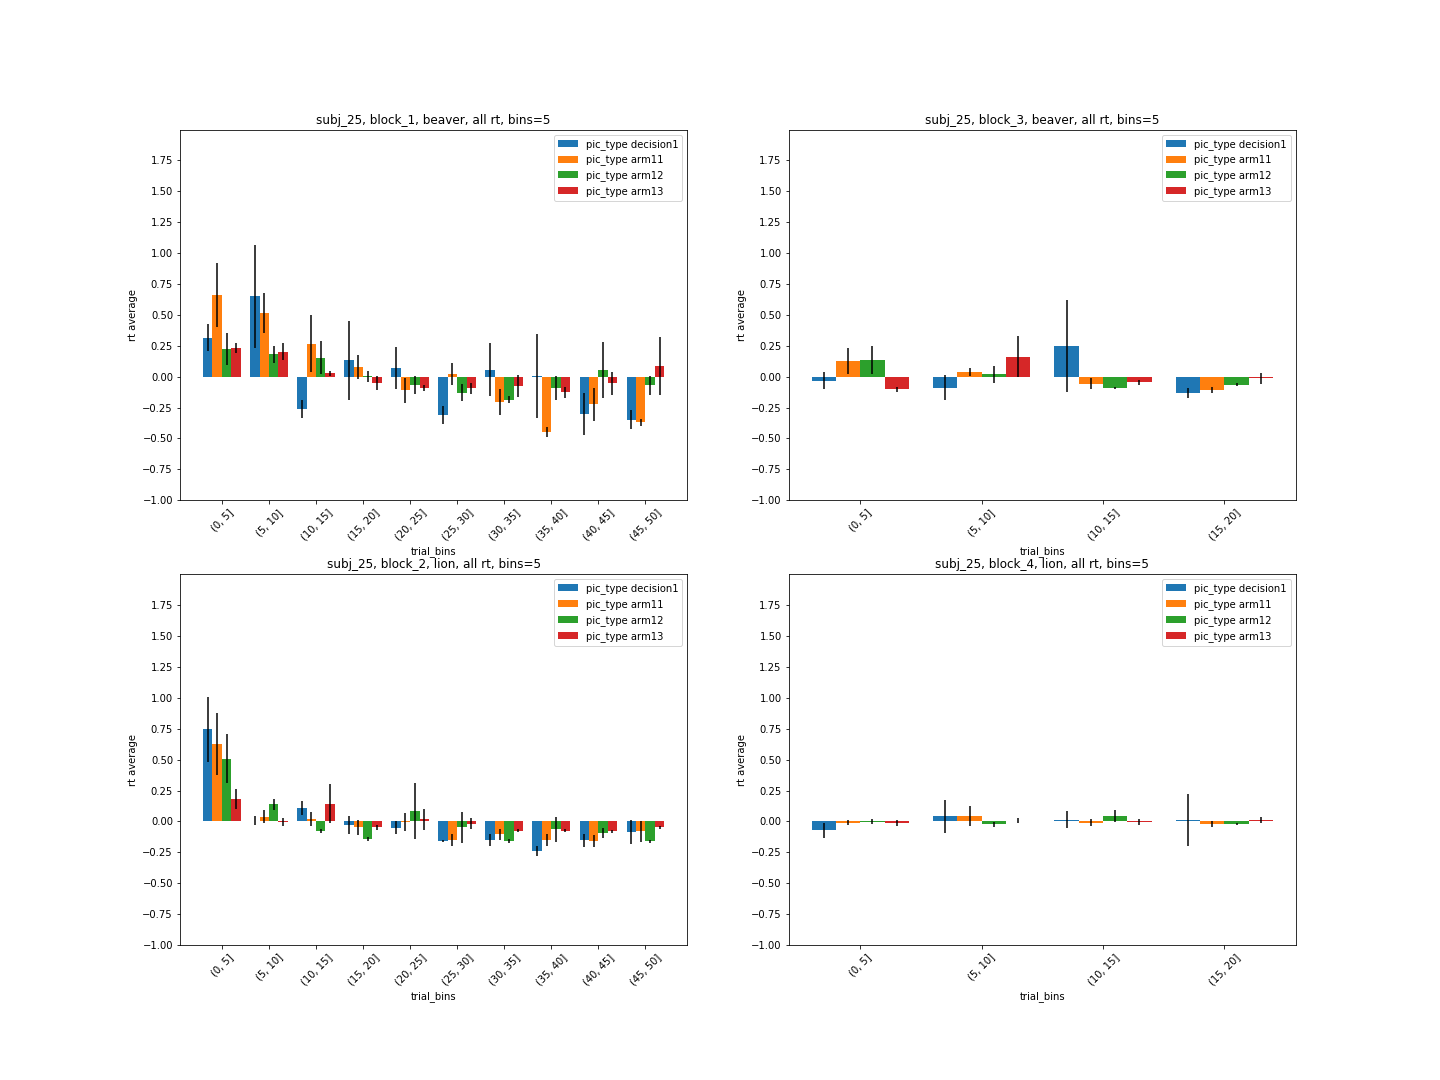 subj_25, block_1, beaver, all rt, bins=5
pic_type decision1
pic_type arm11
pic_type arm12
pic_type arm13
1.75
1.50
1.25
1.00
0.75
0.50
0.25
0.00
−0.25
−0.50
−0.75
−1.00
rt average
(0, 5]
(5, 10]
(10, 15]
(15, 20]
(20, 25]
(25, 30]
(30, 35]
(35, 40]
(40, 45]
(45, 50]
trial_bins
subj_25, block_3, beaver, all rt, bins=5
pic_type decision1
pic_type arm11
pic_type arm12
pic_type arm13
1.75
1.50
1.25
1.00
0.75
0.50
0.25
0.00
−0.25
−0.50
−0.75
−1.00
rt average
(0, 5]
(5, 10]
(10, 15]
(15, 20]
trial_bins
subj_25, block_2, lion, all rt, bins=5
pic_type decision1
pic_type arm11
pic_type arm12
pic_type arm13
1.75
1.50
1.25
1.00
0.75
0.50
0.25
0.00
−0.25
−0.50
−0.75
−1.00
rt average
(0, 5]
(5, 10]
(10, 15]
(15, 20]
(20, 25]
(25, 30]
(30, 35]
(35, 40]
(40, 45]
(45, 50]
trial_bins
subj_25, block_4, lion, all rt, bins=5
pic_type decision1
pic_type arm11
pic_type arm12
pic_type arm13
1.75
1.50
1.25
1.00
0.75
0.50
0.25
0.00
−0.25
−0.50
−0.75
−1.00
rt average
(0, 5]
(5, 10]
(10, 15]
(15, 20]
trial_bins